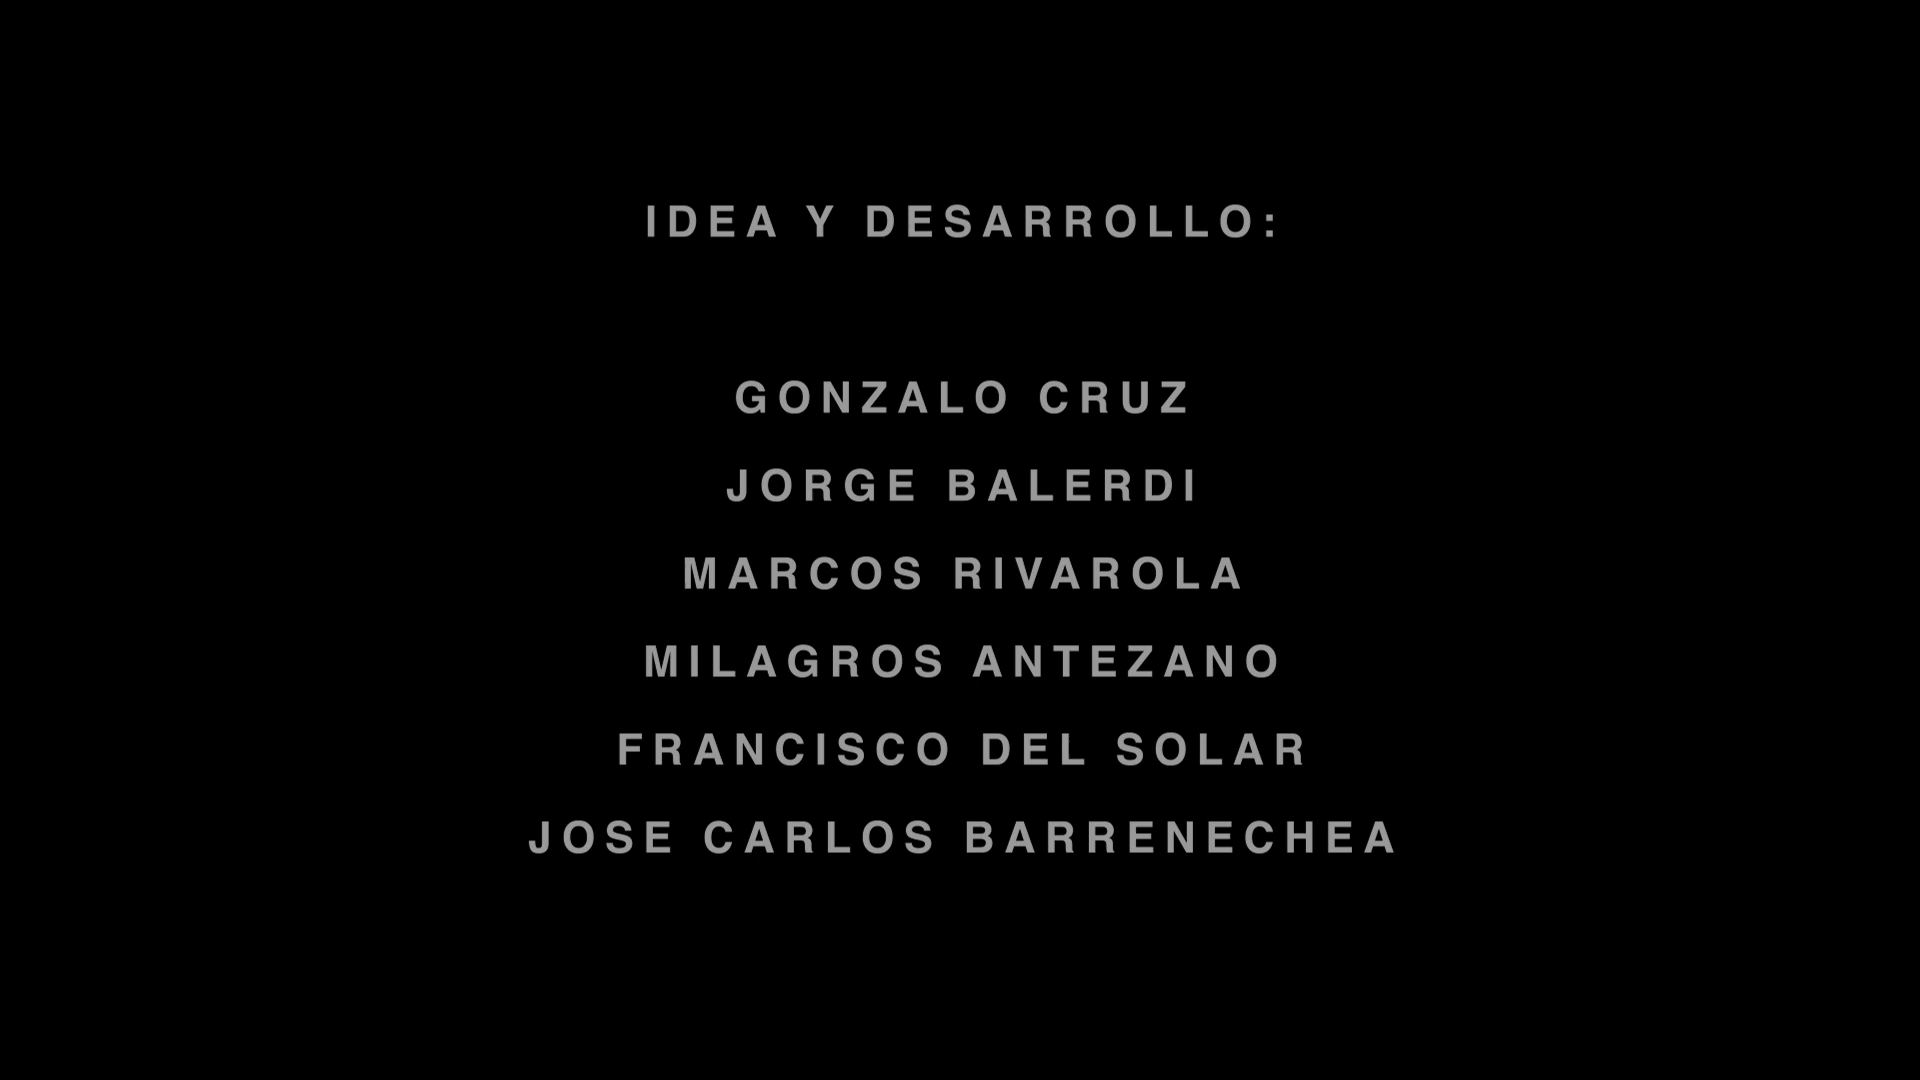 IDEA Y DESARROLLO:
GONZALO CRUZ
JORGE BALERDI
MARCOS RIVAROLA
MILAGROS ANTEZANO
FRANCISCO DEL SOLAR
JOSE CARLOS BARRENECHEA